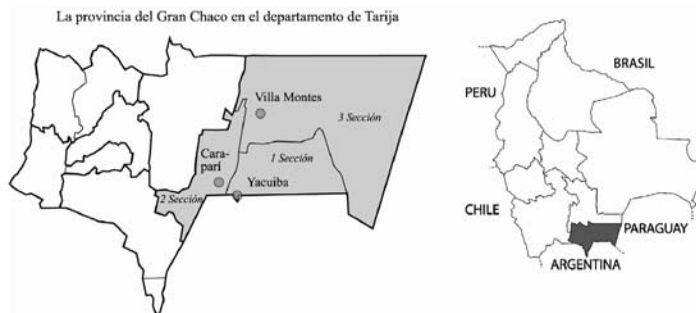 La provincia del Gran Chaco en el departamento de Tarija
Villa Montes
3 Sección
1 Sección
Cara-
parí
Yacuiba
2 Sección
BRASIL
PERU
CHILE
PARAGUAY
ARGENTINA